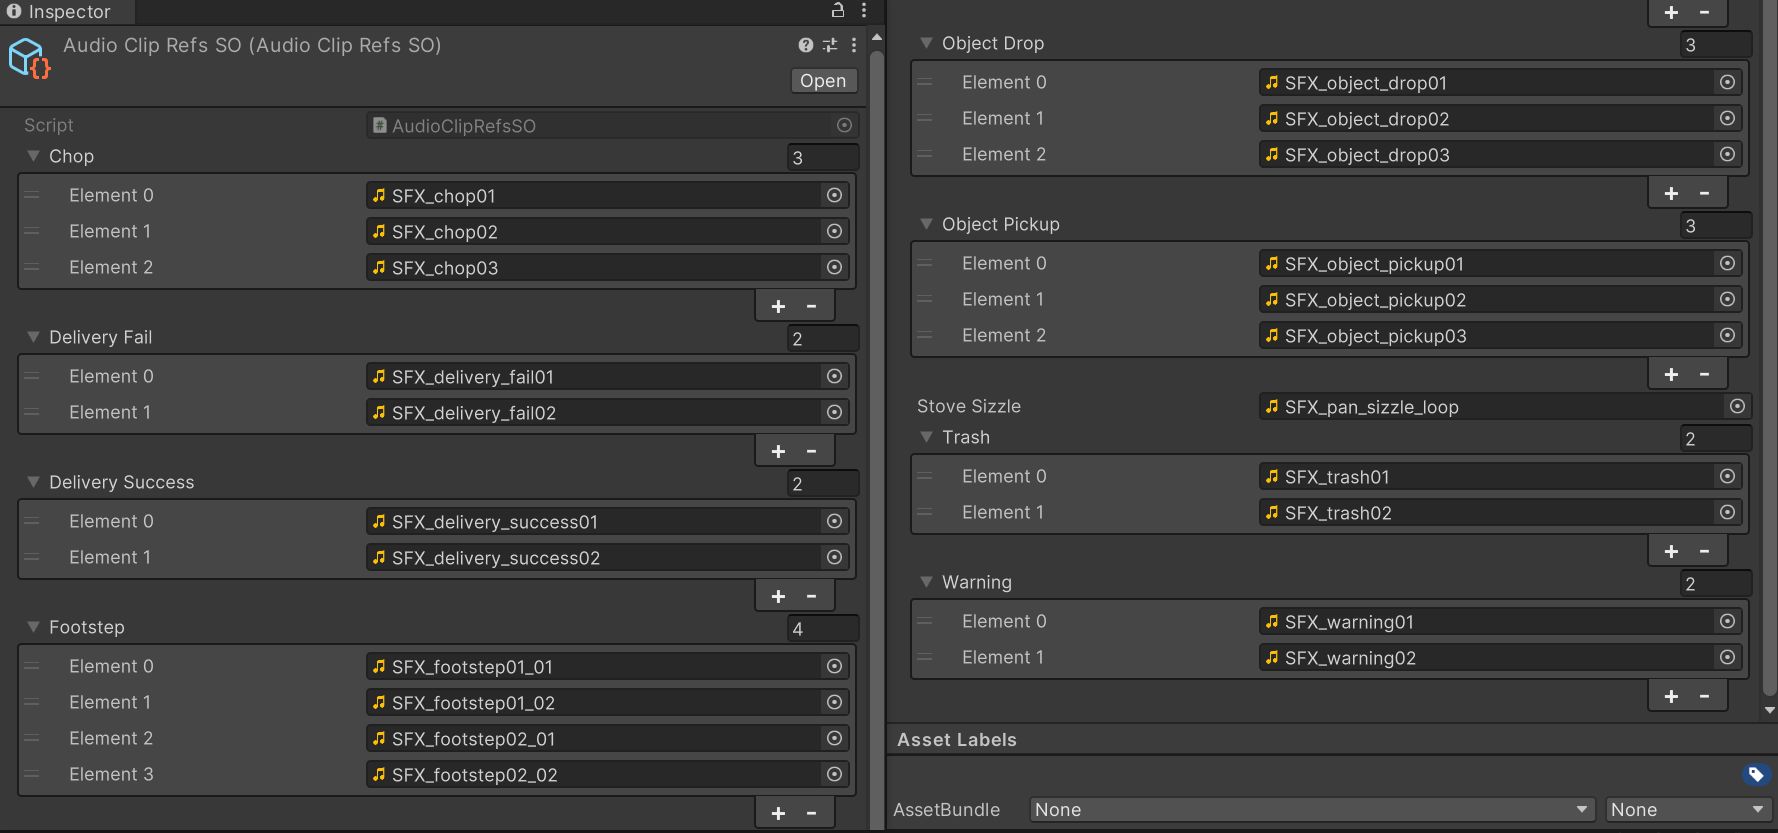 Inspector
Audio Clip Refs SO (Audio Clip Refs SO)
Open
Script AudioClipRefsSO
Chop 3
Element 0 SFX_chop01
Element 1 SFX_chop02
Element 2 SFX_chop03
+ -
Delivery Fail 2
Element 0 SFX_delivery_fail01
Element 1 SFX_delivery_fail02
+ -
Delivery Success 2
Element 0 SFX_delivery_success01
Element 1 SFX_delivery_success02
+ -
Footstep 4
Element 0 SFX_footstep01_01
Element 1 SFX_footstep01_02
Element 2 SFX_footstep02_01
Element 3 SFX_footstep02_02
+ -
+ -
Object Drop 3
Element 0 SFX_object_drop01
Element 1 SFX_object_drop02
Element 2 SFX_object_drop03
+ -
Object Pickup 3
Element 0 SFX_object_pickup01
Element 1 SFX_object_pickup02
Element 2 SFX_object_pickup03
+ -
Stove Sizzle SFX_pan_sizzle_loop
Trash 2
Element 0 SFX_trash01
Element 1 SFX_trash02
+ -
Warning 2
Element 0 SFX_warning01
Element 1 SFX_warning02
+ -
Asset Labels
AssetBundle None None